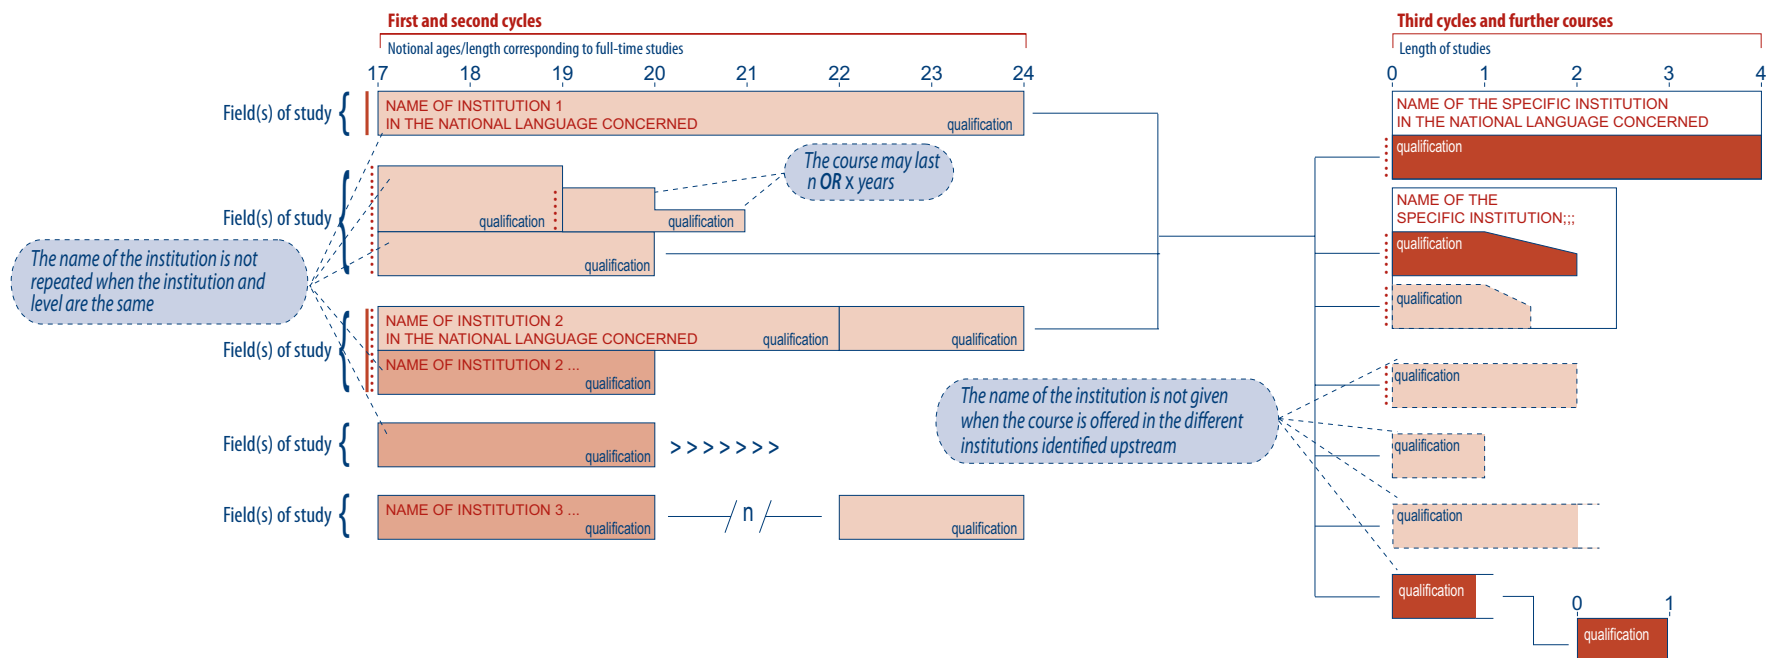 First and second cycles
Notional ages/length corresponding to full-time studies
17 18 19 20 21 22 23 24
Third cycles and further courses
Length of studies
0 1 2 3 4
Field(s) of study {
NAME OF INSTITUTION 1
IN THE NATIONAL LANGUAGE CONCERNED
qualification
Field(s) of study {
qualification
qualification
qualification
The course may last
n OR x years
The name of the institution is not
repeated when the institution and
level are the same
Field(s) of study {
NAME OF INSTITUTION 2
IN THE NATIONAL LANGUAGE CONCERNED
qualification
qualification
NAME OF INSTITUTION 2 ...
qualification
Field(s) of study {
qualification
> > > > > > >
Field(s) of study {
NAME OF INSTITUTION 3 ...
qualification
/ n /
qualification
NAME OF THE SPECIFIC INSTITUTION
IN THE NATIONAL LANGUAGE CONCERNED
qualification
NAME OF THE
SPECIFIC INSTITUTION;;;
qualification
qualification
The name of the institution is not given
when the course is offered in the different
institutions identified upstream
qualification
qualification
qualification
qualification
0 1
qualification